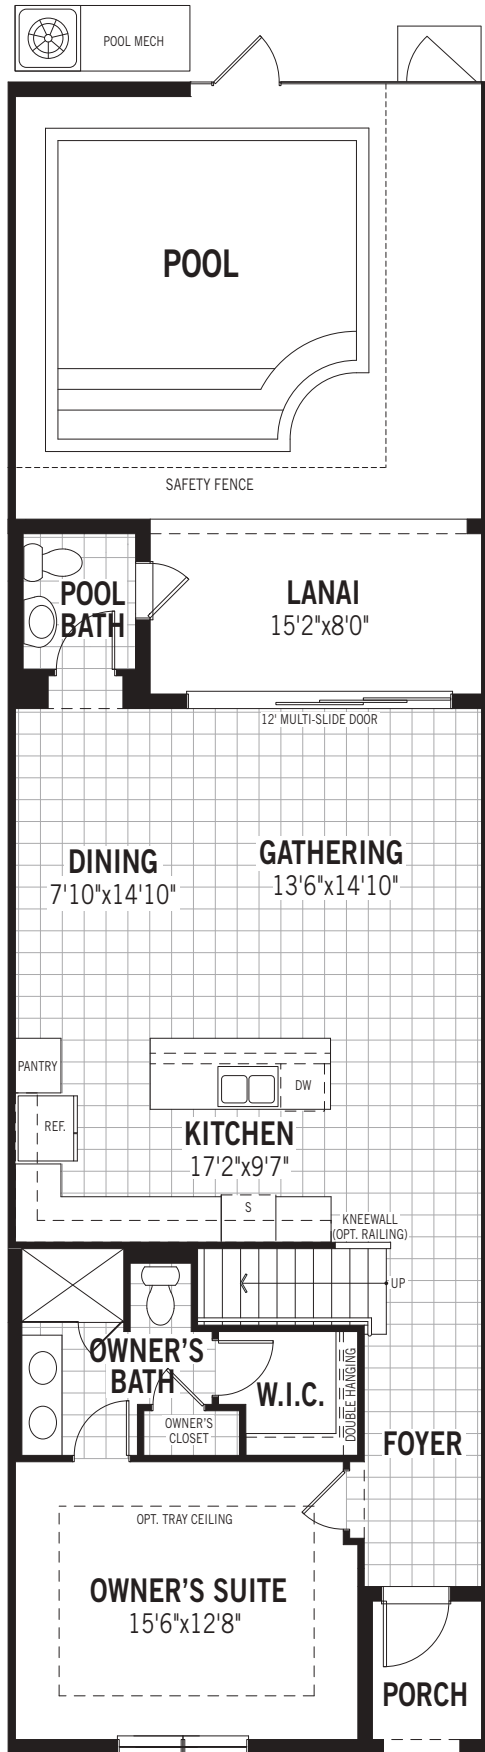 POOL MECH
POOL
SAFETY FENCE
POOL
BATH
LANAI
15'2"x8'0"
12' MULTI-SLIDE DOOR
DINING
7'10"x14'10"
GATHERING
13'6"x14'10"
PANTRY
REF.
DW
KITCHEN
17'2"x9'7"
S
KNEEWALL
(OPT. RAILING)
UP
OWNER'S
BATH
W.I.C.
DOUBLE HANGING
OWNER'S
CLOSET
FOYER
OPT. TRAY CEILING
OWNER'S SUITE
15'6"x12'8"
PORCH